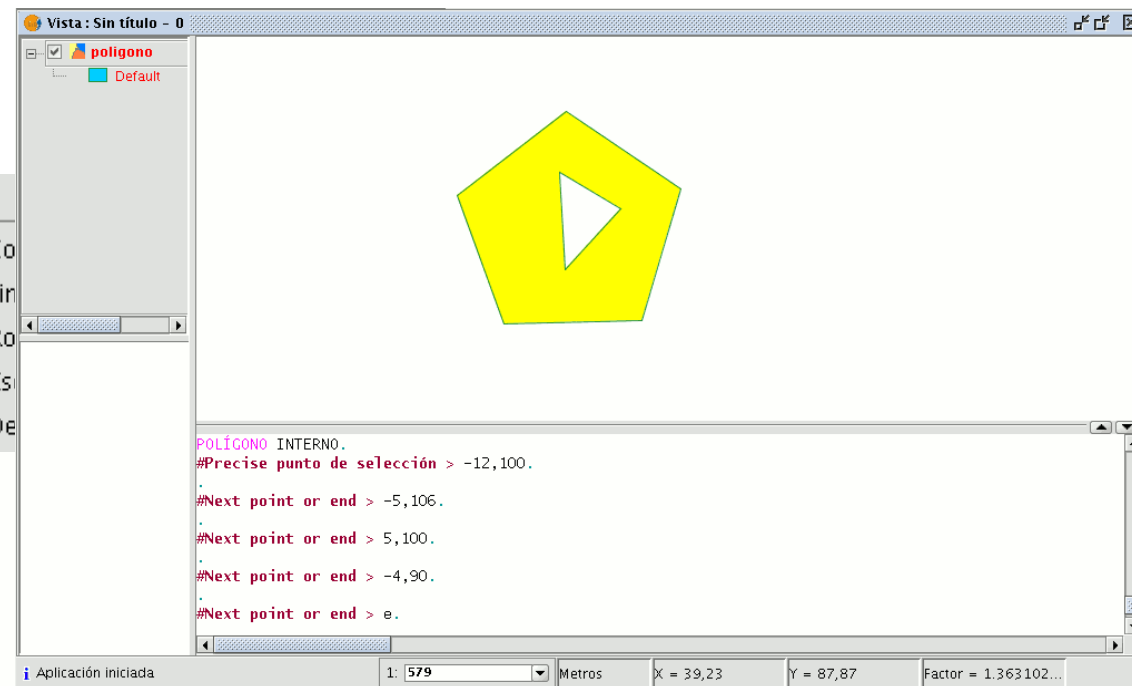 Vista : Sin título - 0
poligono
Default
POLÍGONO INTERNO.
#Precise punto de selección > -12,100.
.
#Next point or end > -5,106.
.
#Next point or end > 5,100.
.
#Next point or end > -4,90.
.
#Next point or end > e.
Aplicación iniciada
1: 579
Metros
X = 39,23
Y = 87,87
Factor = 1.363102...